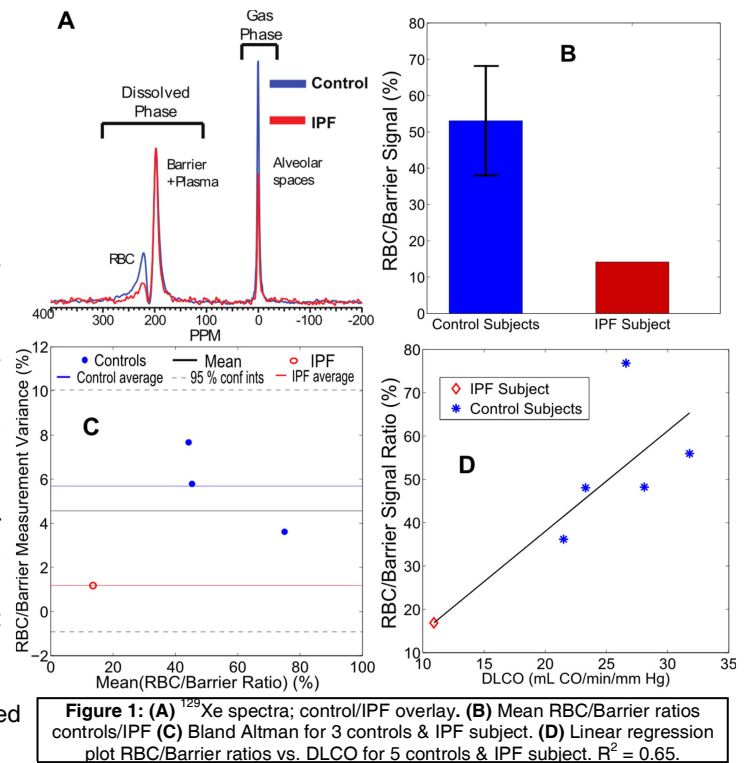 A
Gas
Phase
Control
IPF
Dissolved
Phase
Barrier
+Plasma
Alveolar
spaces
RBC
400 300 200 100 0 -100 -200
PPM
B
RBC/Barrier Signal (%)
80
70
60
50
40
30
20
10
0
Control Subjects IPF Subject
C
RBC/Barrier Measurement Variance (%)
12
10
8
6
4
2
0
−2
Controls Mean IPF
Control average 95 % conf ints IPF average
0 20 40 60 80 100
Mean(RBC/Barrier Ratio) (%)
D
RBC/Barrier Signal Ratio (%)
80
70
60
50
40
30
20
10
IPF Subject
Control Subjects
10 15 20 25 30 35
DLCO (mL CO/min/mm Hg)
ed
Figure 1: (A) ¹²⁹Xe spectra; control/IPF overlay. (B) Mean RBC/Barrier ratios
controls/IPF (C) Bland Altman for 3 controls & IPF subject. (D) Linear regression
plot RBC/Barrier ratios vs. DLCO for 5 controls & IPF subject. R² = 0.65.